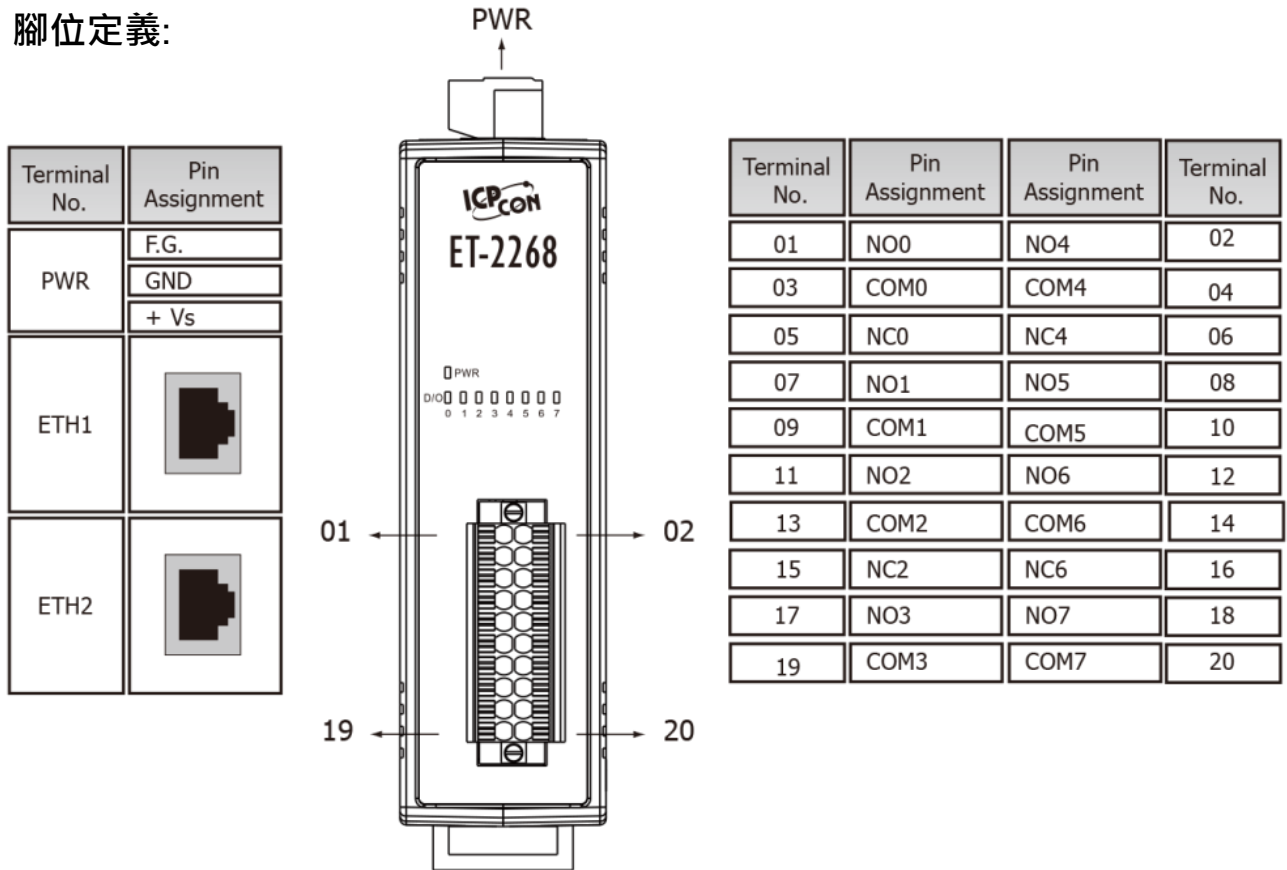 腳位定義:
PWR
Terminal No. Pin Assignment
PWR F.G.
GND
+ Vs
ETH1
ETH2
ICP CON
ET-2268
PWR
D/O
0 1 2 3 4 5 6 7
01 02
19 20
Terminal No. Pin Assignment Pin Assignment Terminal No.
01 NO0 NO4 02
03 COM0 COM4 04
05 NC0 NC4 06
07 NO1 NO5 08
09 COM1 COM5 10
11 NO2 NO6 12
13 COM2 COM6 14
15 NC2 NC6 16
17 NO3 NO7 18
19 COM3 COM7 20